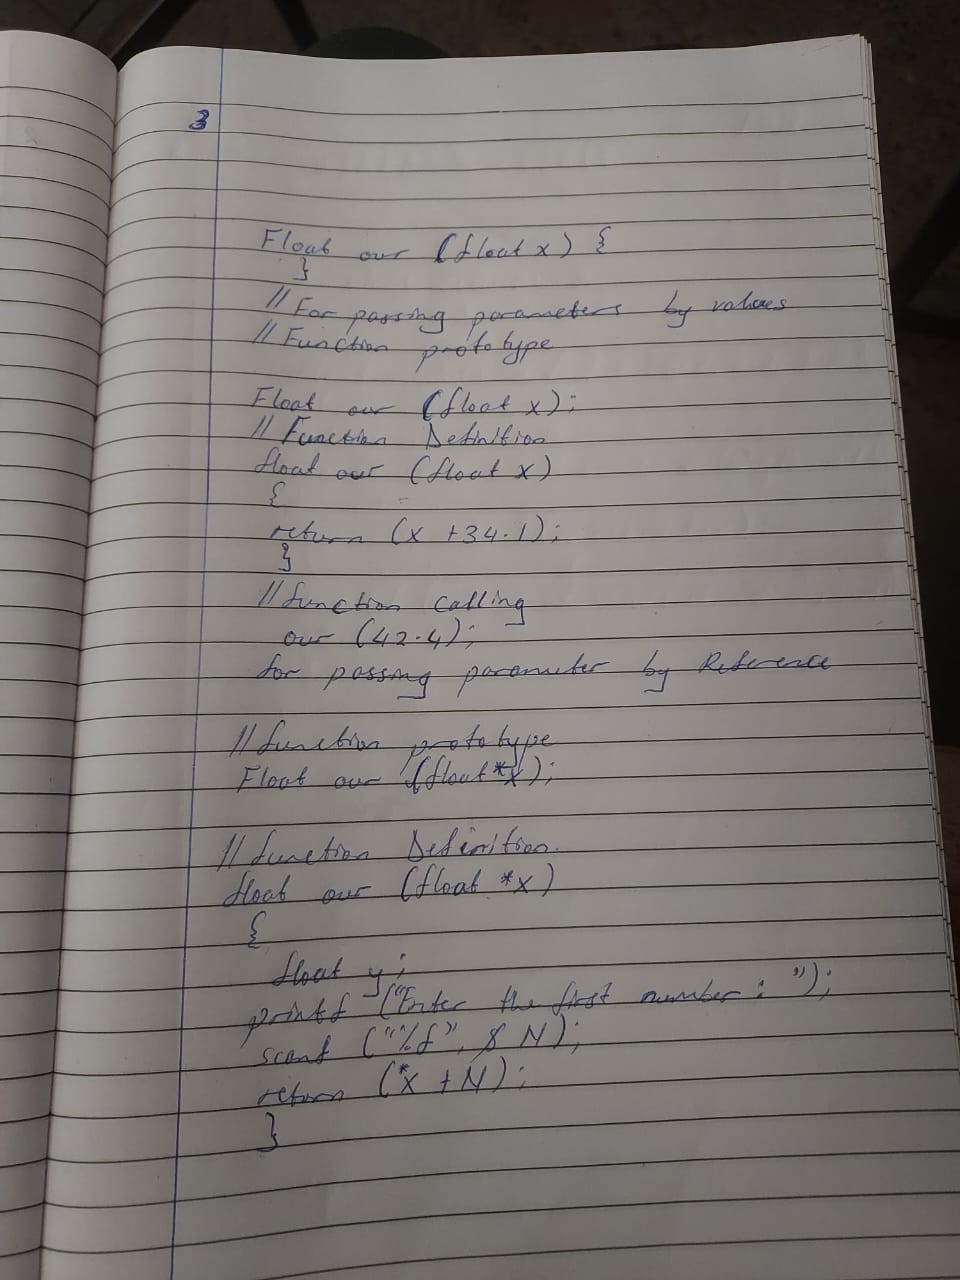 3
Float our (float x) {
}
// For passing parameters by values
// Function prototype
Float our (float x);
// Function Definition
float our (float x)
{
return (x +34.1);
}
// function calling
our (42.4);
for passing parameter by Reference
// function prototype
Float our (float *x);
// function Definition.
float our (float *x)
{
float y;
printf ("Enter the first number: ");
scanf ("%f", & N);
return (*x + N);
}